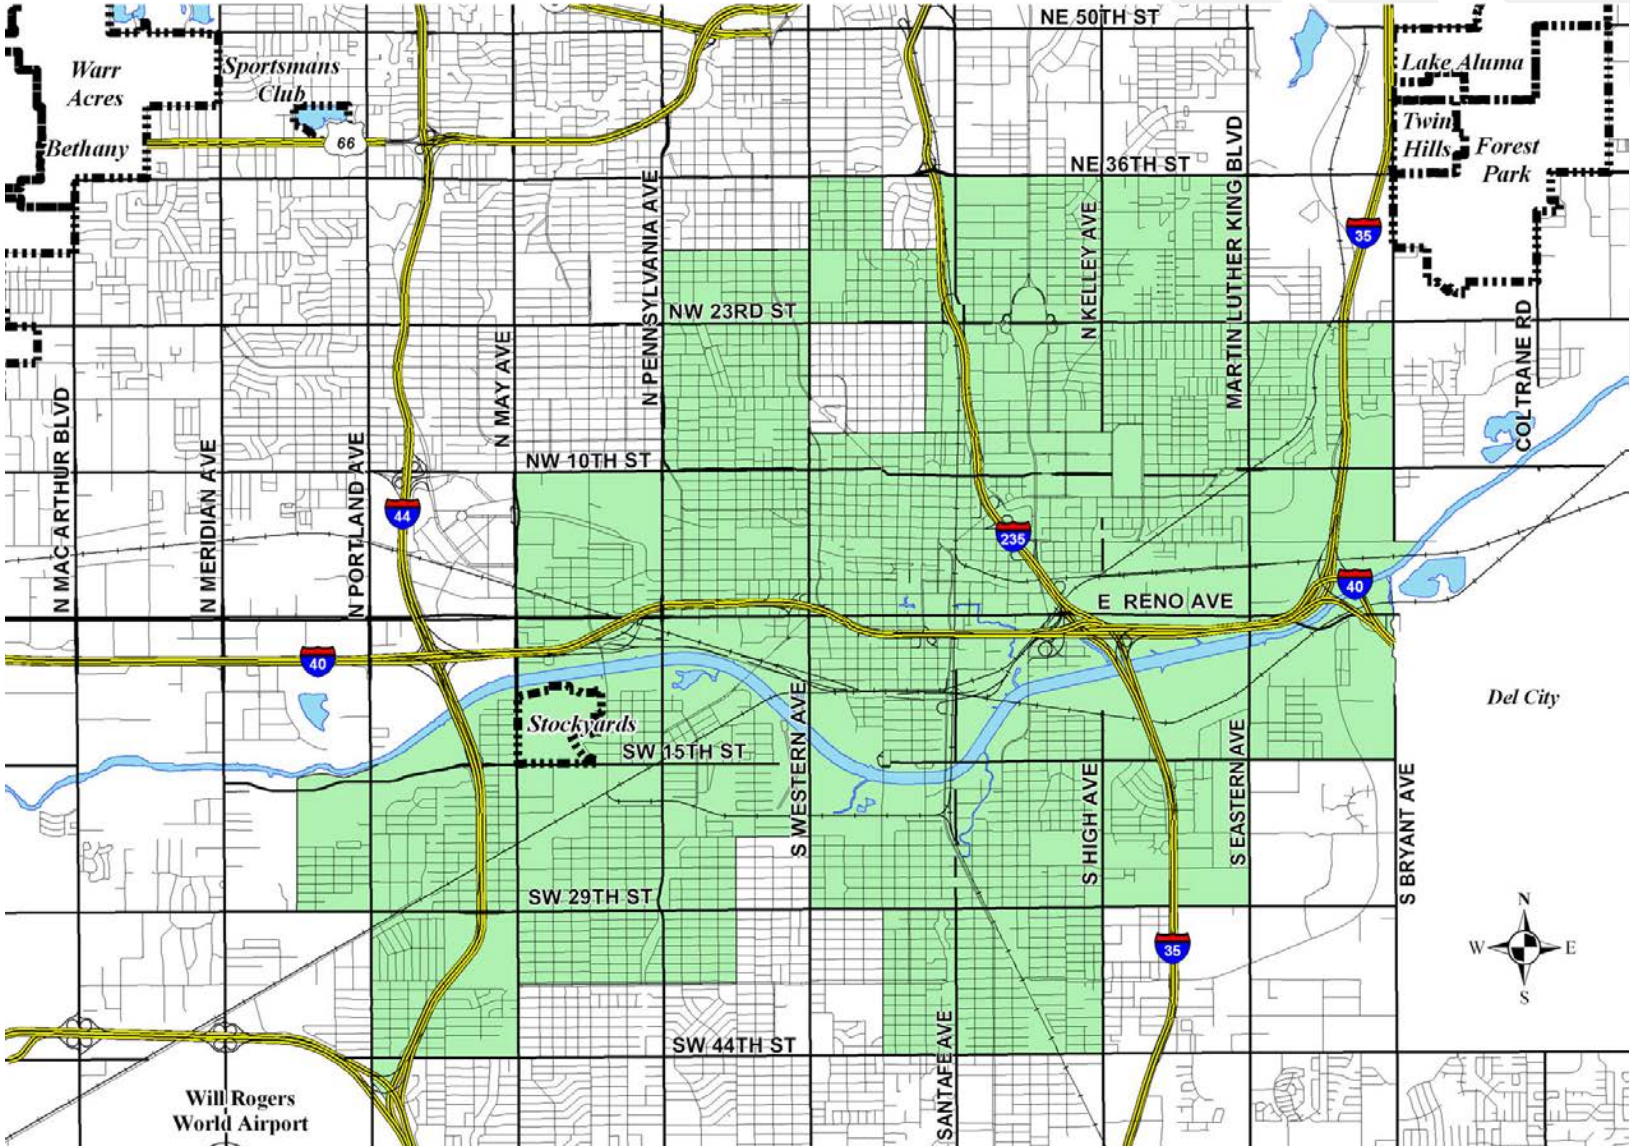 NE 50TH ST
Warr
Acres
Sportsmans
Club
Lake Aluma
Bethany
66
Twin
Hills
Forest
Park
NE 36TH ST
N PENNSYLVANIA AVE
N KELLEY AVE
MARTIN LUTHER KING BLVD
35
NW 23RD ST
N MAY AVE
COLTRANE RD
N MAC ARTHUR BLVD
N MERIDIAN AVE
N PORTLAND AVE
NW 10TH ST
44
235
40
E RENO AVE
40
Stockyards
Del City
SW 15TH ST
S WESTERN AVE
S HIGH AVE
S EASTERN AVE
S BRYANT AVE
SW 29TH ST
35
N
W
E
S
SW 44TH ST
SANTA FE AVE
Will Rogers
World Airport